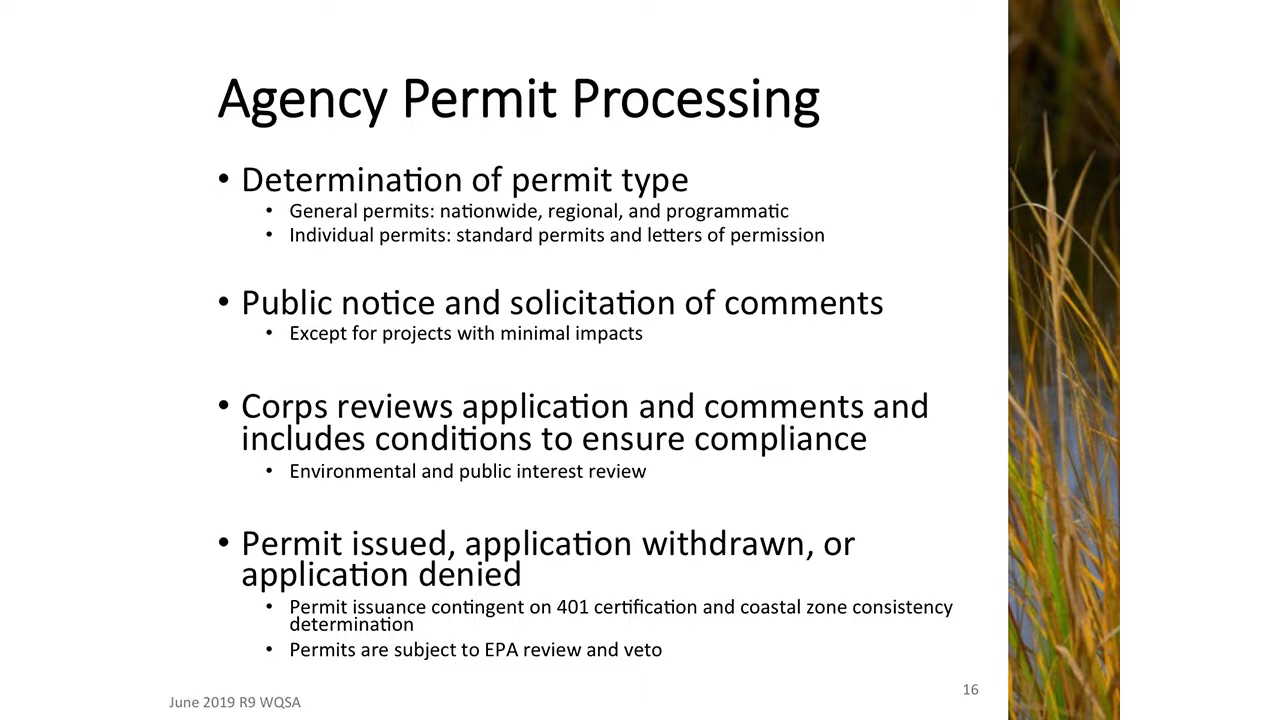 Agency Permit Processing
• Determination of permit type
• General permits: nationwide, regional, and programmatic
• Individual permits: standard permits and letters of permission
• Public notice and solicitation of comments
• Except for projects with minimal impacts
• Corps reviews application and comments and
includes conditions to ensure compliance
• Environmental and public interest review
• Permit issued, application withdrawn, or
application denied
• Permit issuance contingent on 401 certification and coastal zone consistency
determination
• Permits are subject to EPA review and veto
June 2019 R9 WQSA
16